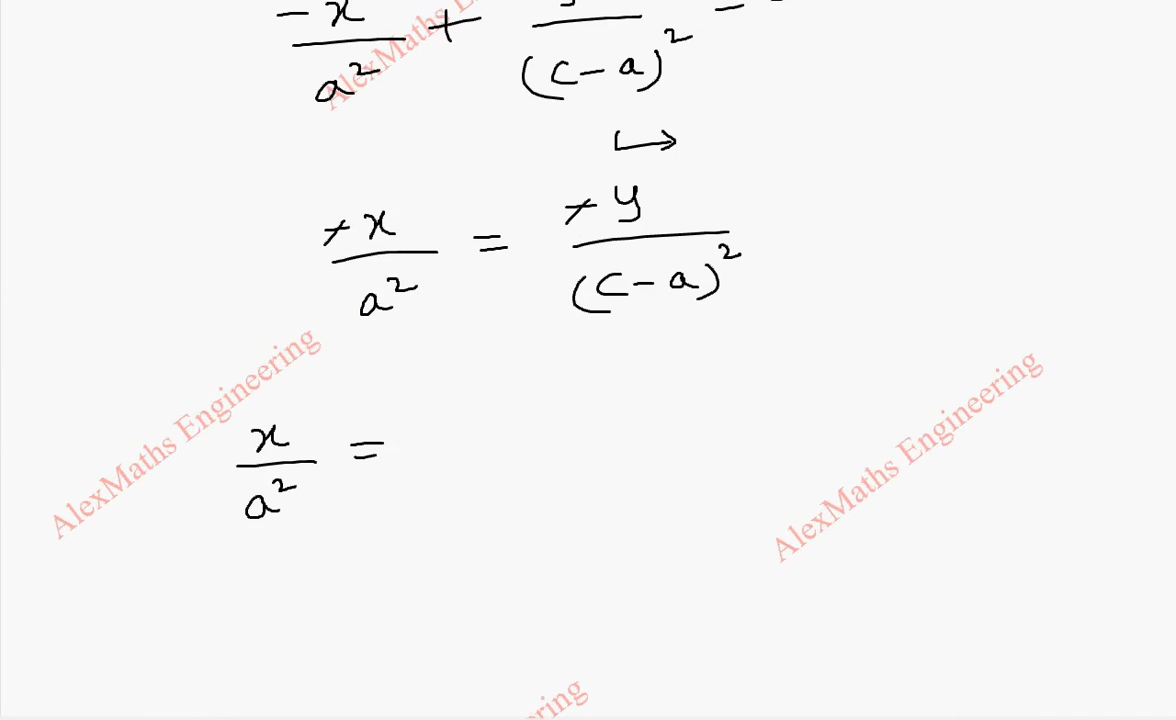 -x/a² + /(c-a)² =
↦
-x/a² = -y/(c-a)²
x/a² =
AlexMaths Engineering
AlexMaths Engineering